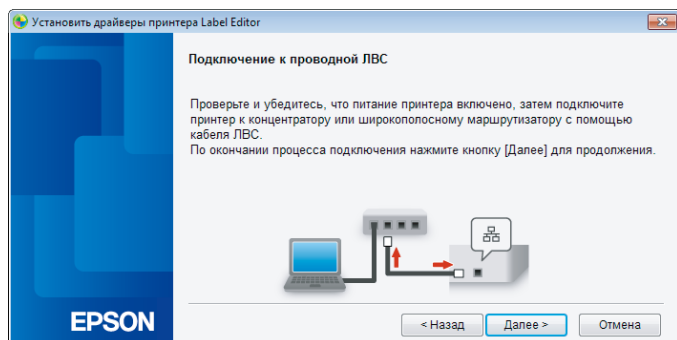 Установить драйверы принтера Label Editor
Подключение к проводной ЛВС
Проверьте и убедитесь, что питание принтера включено, затем подключите
принтер к концентратору или широкополосному маршрутизатору с помощью
кабеля ЛВС.
По окончании процесса подключения нажмите кнопку [Далее] для продолжения.
EPSON
< Назад
Далее >
Отмена